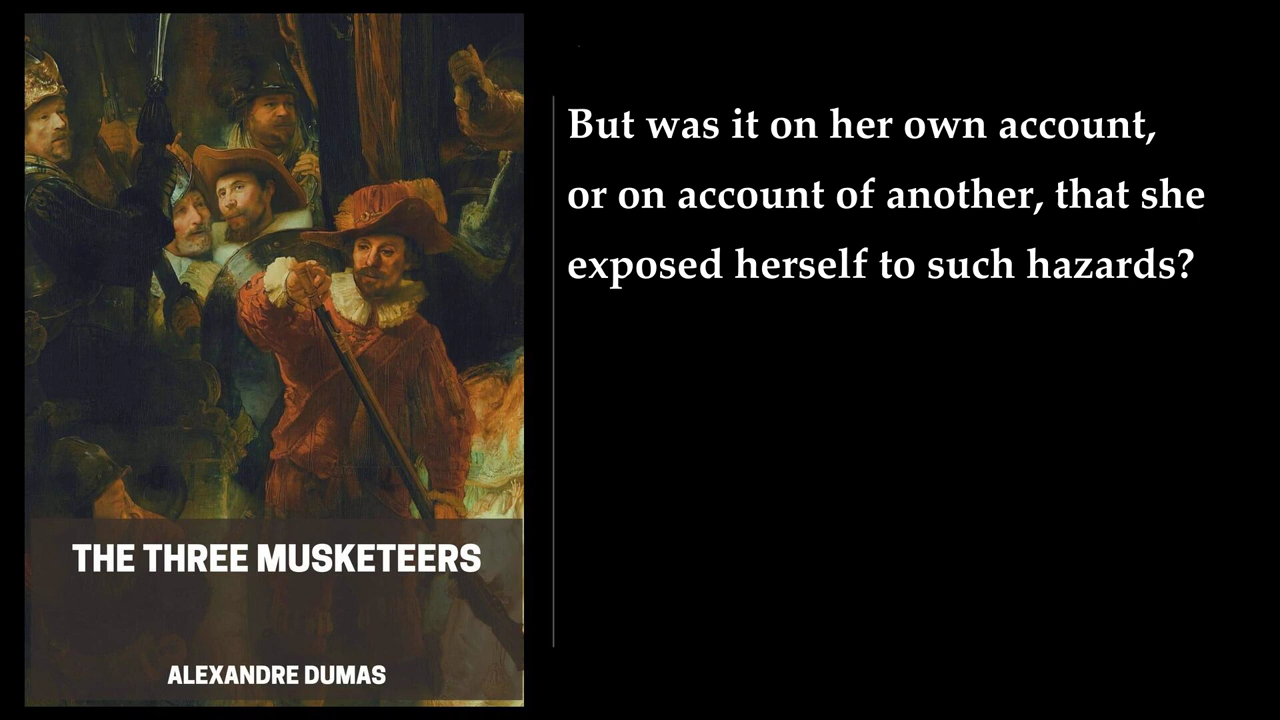 THE THREE MUSKETEERS
ALEXANDRE DUMAS
But was it on her own account,
or on account of another, that she
exposed herself to such hazards?